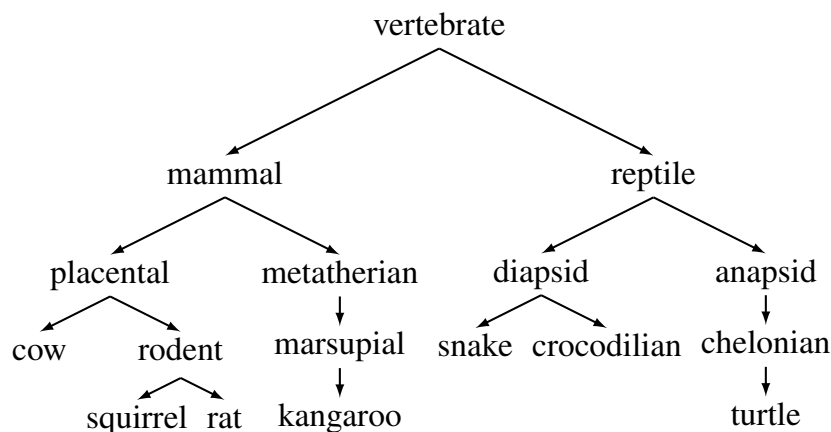 vertebrate
mammal reptile
placental metatherian diapsid anapsid
cow rodent marsupial snake crocodilian chelonian
squirrel rat kangaroo turtle